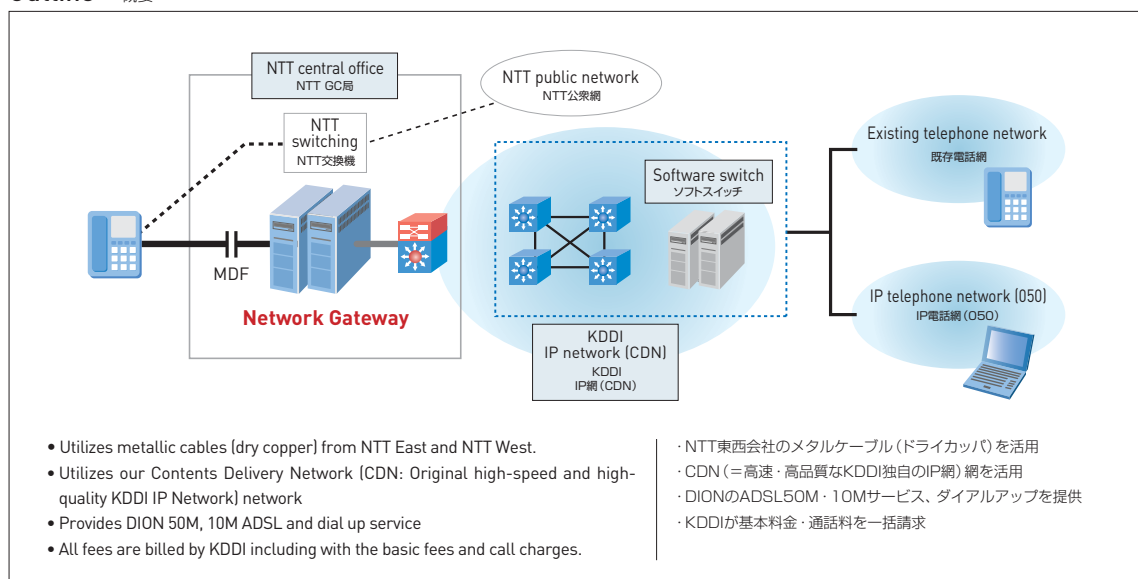 NTT central office
NTT GC局
NTT public network
NTT公衆網
NTT
switching
NTT交換機
MDF
Network Gateway
Software switch
ソフトスイッチ
KDDI
IP network (CDN)
KDDI
IP網(CDN)
Existing telephone network
既存電話網
IP telephone network (050)
IP電話網(050)
• Utilizes metallic cables (dry copper) from NTT East and NTT West.
• Utilizes our Contents Delivery Network (CDN: Original high-speed and high-
quality KDDI IP Network) network
• Provides DION 50M, 10M ADSL and dial up service
• All fees are billed by KDDI including with the basic fees and call charges.
・NTT東西会社のメタルケーブル(ドライカッパ)を活用
・CDN(=高速・高品質なKDDI独自のIP網)網を活用
・DIONのADSL50M・10Mサービス、ダイアルアップを提供
・KDDIが基本料金・通話料を一括請求